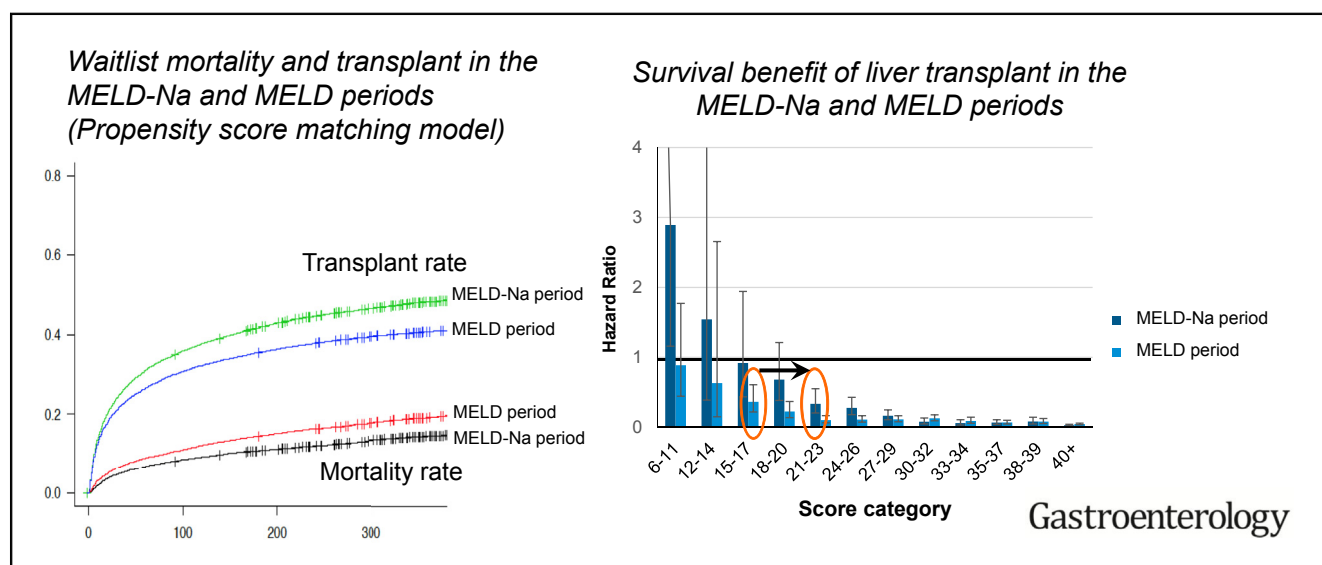 Waitlist mortality and transplant in the
MELD-Na and MELD periods
(Propensity score matching model)
0.8
0.6
0.4
0.2
0.0
0
100
200
300
Transplant rate
MELD-Na period
MELD period
MELD period
MELD-Na period
Mortality rate
Survival benefit of liver transplant in the
MELD-Na and MELD periods
Hazard Ratio
4
3
2
1
0
6-11
12-14
15-17
18-20
21-23
24-26
27-29
30-32
33-34
35-37
38-39
40+
Score category
MELD-Na period
MELD period
Gastroenterology